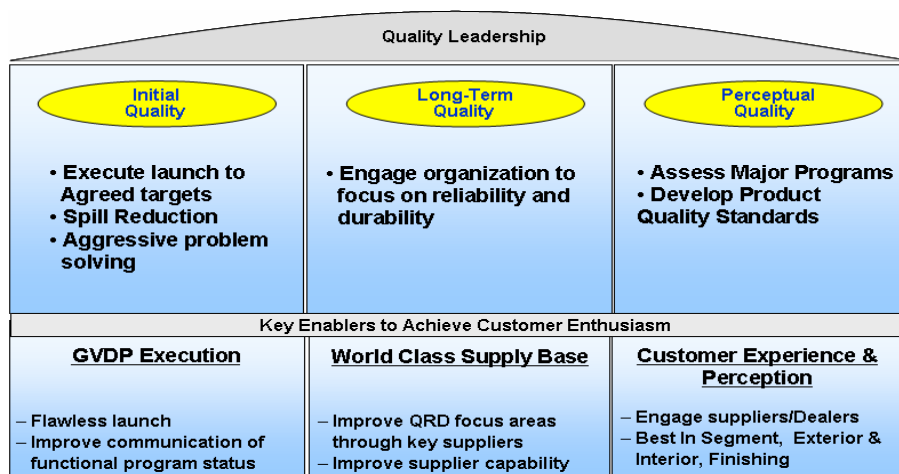 Quality Leadership
Initial
Quality
• Execute launch to
Agreed targets
• Spill Reduction
• Aggressive problem
solving
Long-Term
Quality
• Engage organization to
focus on reliability and
durability
Perceptual
Quality
• Assess Major Programs
• Develop Product
Quality Standards
Key Enablers to Achieve Customer Enthusiasm
GVDP Execution
– Flawless launch
– Improve communication of
functional program status
World Class Supply Base
– Improve QRD focus areas
through key suppliers
– Improve supplier capability
Customer Experience &
Perception
– Engage suppliers/Dealers
– Best In Segment, Exterior &
Interior, Finishing